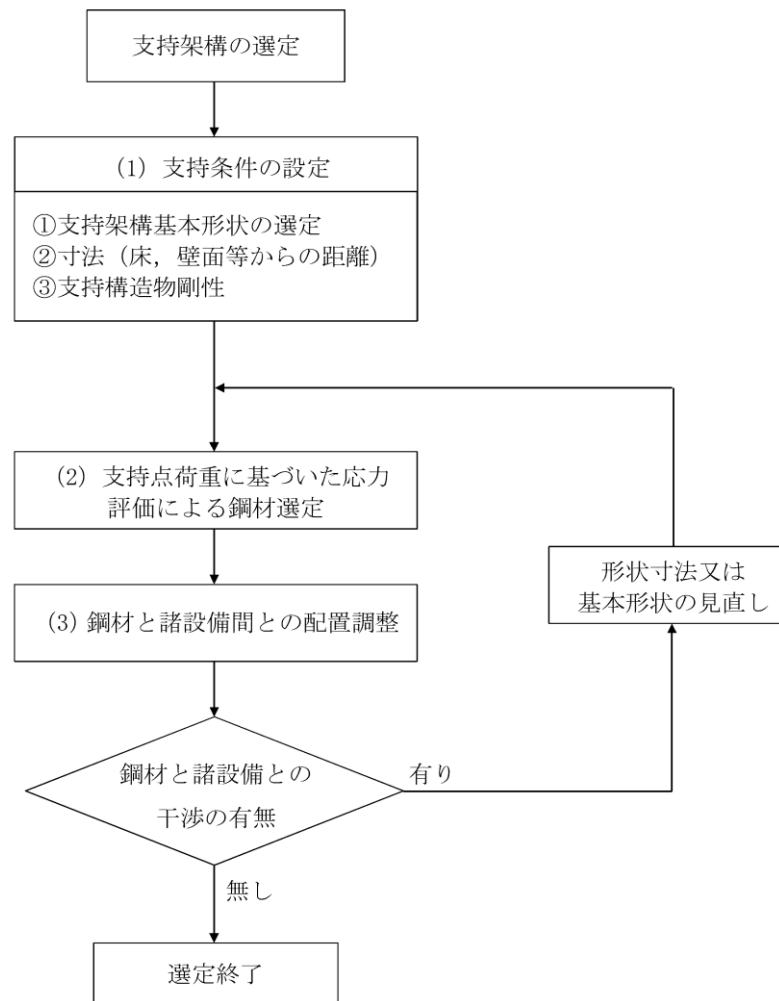 支持架構の選定
(1) 支持条件の設定
①支持架構基本形状の選定
②寸法（床，壁面等からの距離）
③支持構造物剛性
(2) 支持点荷重に基づいた応力
評価による鋼材選定
(3) 鋼材と諸設備間との配置調整
形状寸法又は
基本形状の見直し
鋼材と諸設備との
干渉の有無
有り
無し
選定終了